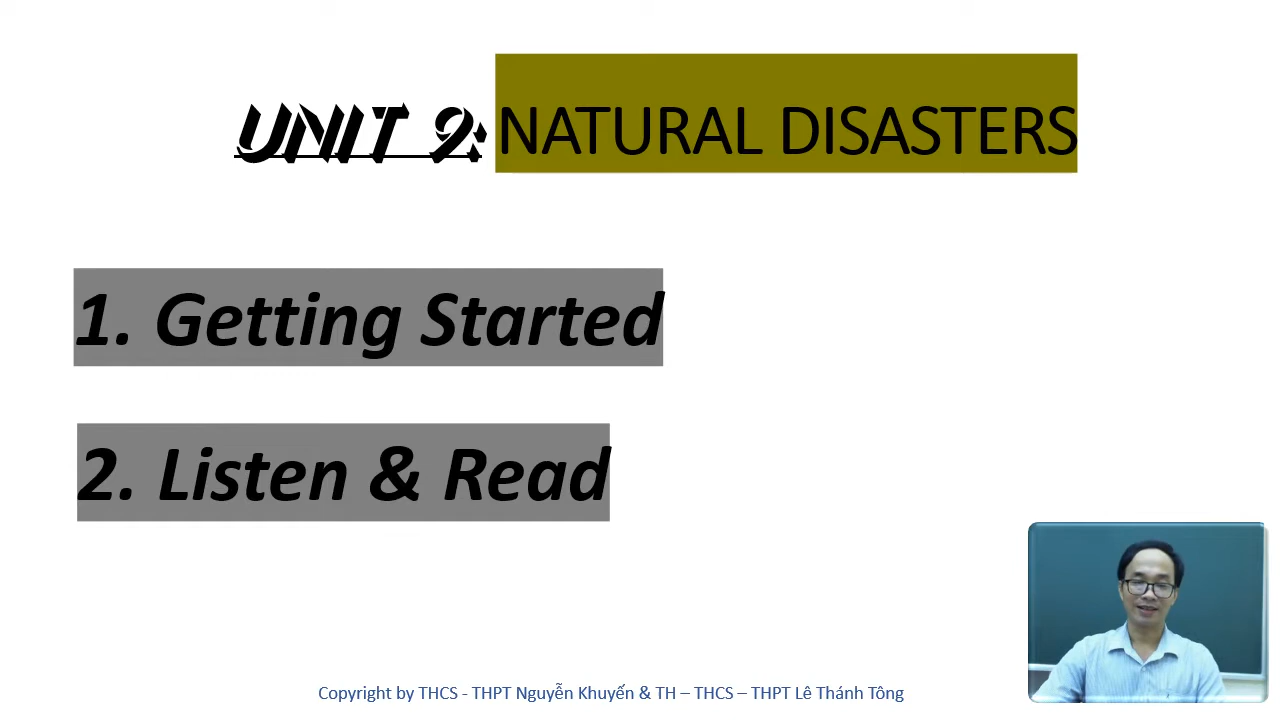 UNIT 9: NATURAL DISASTERS
1. Getting Started
2. Listen & Read
Copyright by THCS - THPT Nguyễn Khuyến & TH – THCS – THPT Lê Thánh Tông